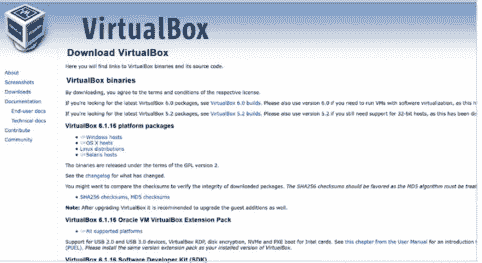 VirtualBox
Download VirtualBox
Here you will find links to VirtualBox binaries and its source code.
VirtualBox binaries
By downloading, you agree to the terms and conditions of the respective license.
If you're looking for the latest VirtualBox 6.0 packages, see VirtualBox 6.0 builds. Please also use version 6.0 if you need to run VMs with software virtualization, as this h
If you're looking for the latest VirtualBox 5.2 packages, see VirtualBox 5.2 builds. Please also use version 5.2 if you still need support for 32-bit hosts, as this has been di
VirtualBox 6.1.16 platform packages
Windows hosts
OS X hosts
Linux distributions
Solaris hosts
The binaries are released under the terms of the GPL version 2.
See the changelog for what has changed.
You might want to compare the checksums to verify the integrity of downloaded packages. The SHA256 checksums should be favored as the MD5 algorithm must be treat
SHA256 checksums, MD5 checksums
Note: After upgrading VirtualBox it is recommended to upgrade the guest additions as well.
VirtualBox 6.1.16 Oracle VM VirtualBox Extension Pack
All supported platforms
Support for USB 2.0 and USB 3.0 devices, VirtualBox RDP, disk encryption, NVMe and PXE boot for Intel cards. See this chapter from the User Manual for an introduction
(PUEL). Please install the same version extension pack as your installed version of VirtualBox.
VirtualBox 6.1.16 Software Developer Kit (SDK)
About
Screenshots
Downloads
Documentation
End-user docs
Technical docs
Contribute
Community